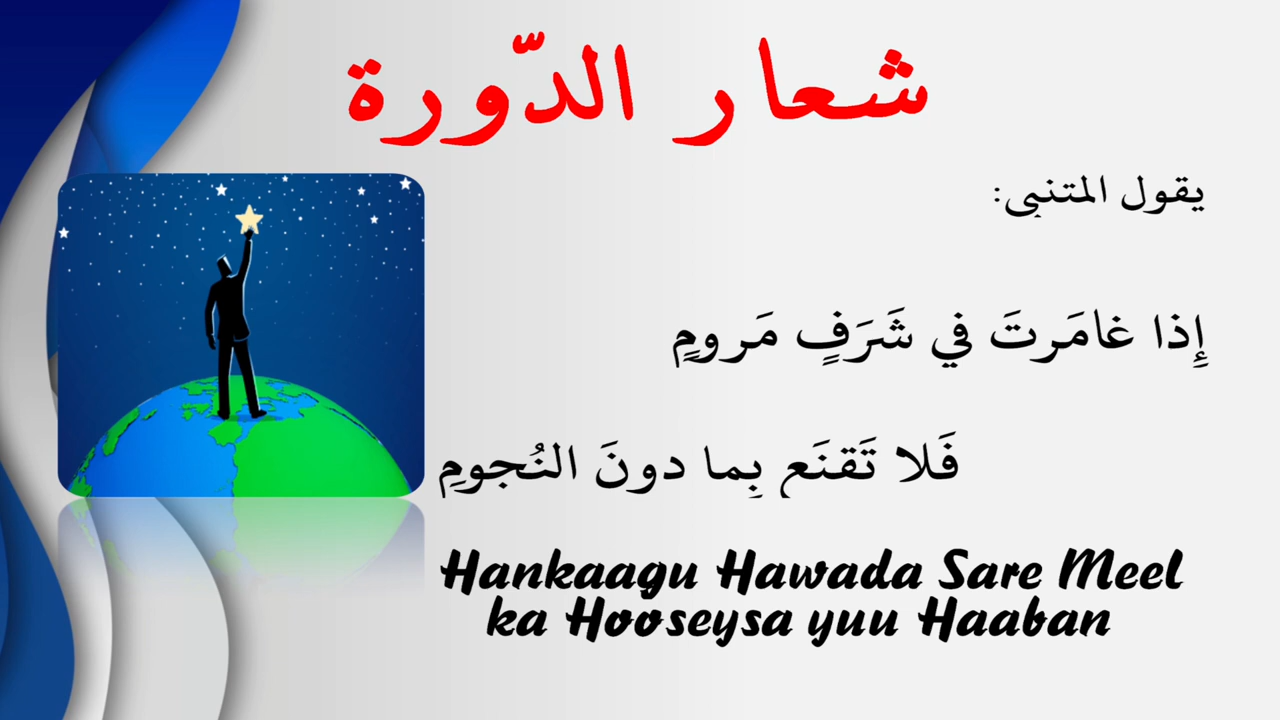 شعار الدّورة
يقول المتنبي:
إِذا غامَرتَ في شَرَفٍ مَرومٍ
فَلا تَقنَع بِما دونَ النُجومِ
Hankaagu Hawada Sare Meel
ka Hooseysa yuu Haaban